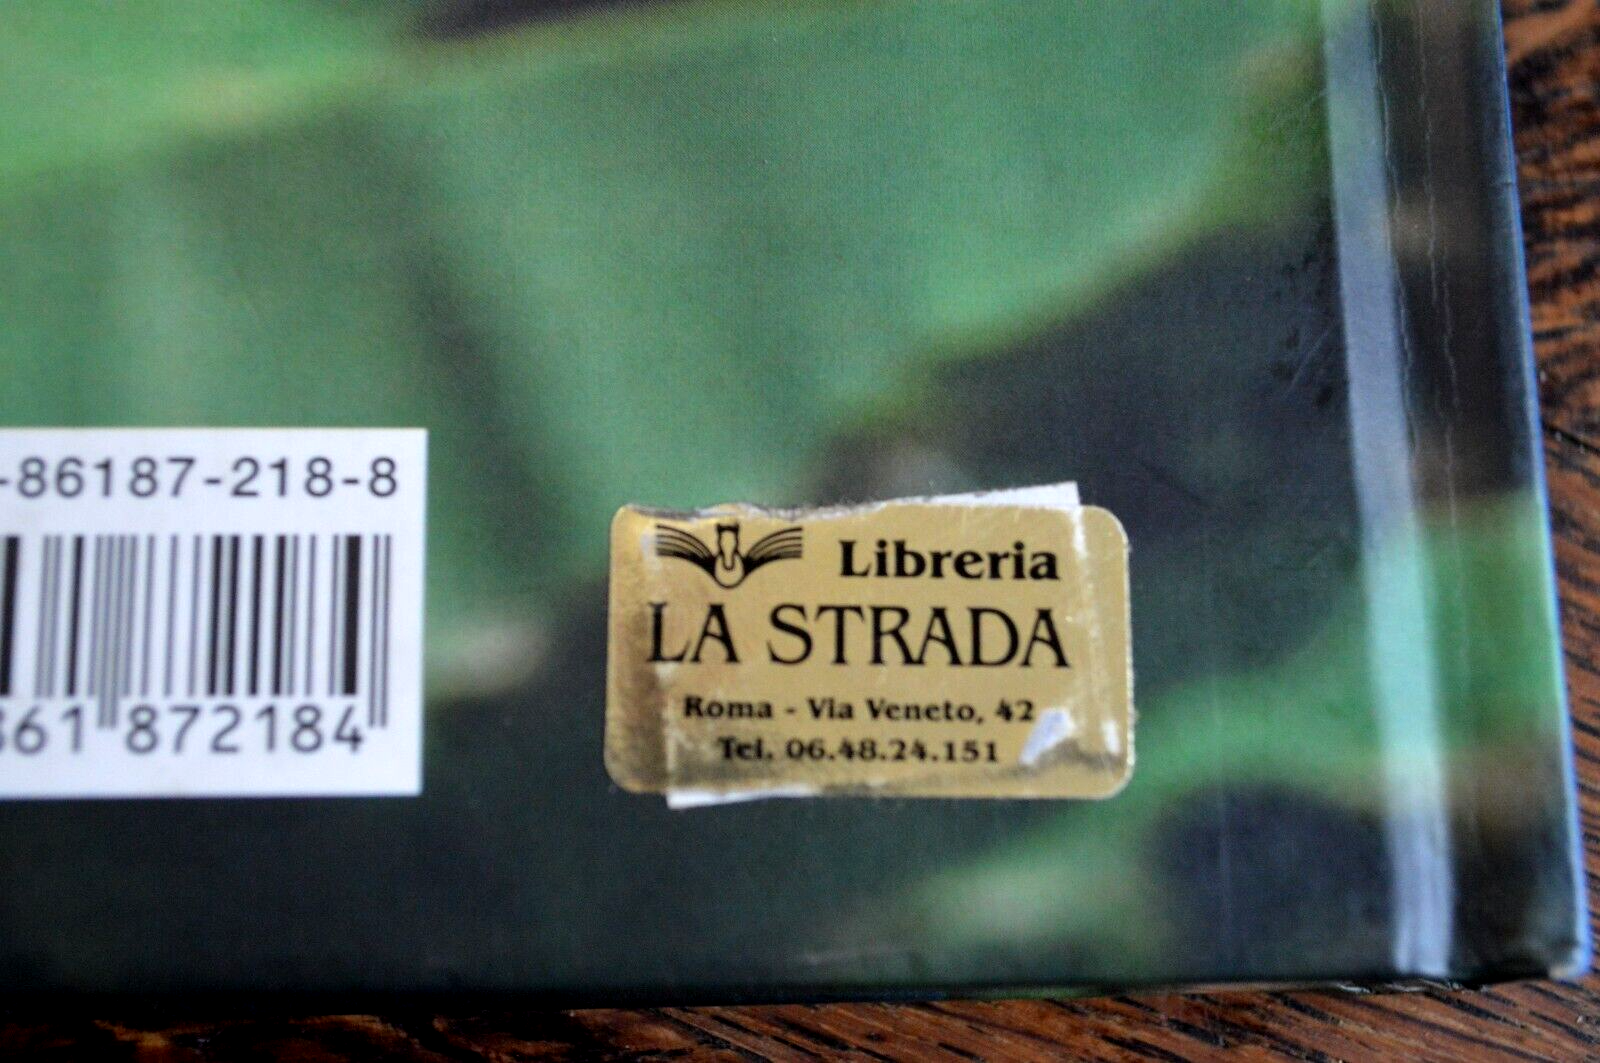 -86187-218-8
861 872184
Libreria
LA STRADA
Roma - Via Veneto, 42
Tel. 06.48.24.151